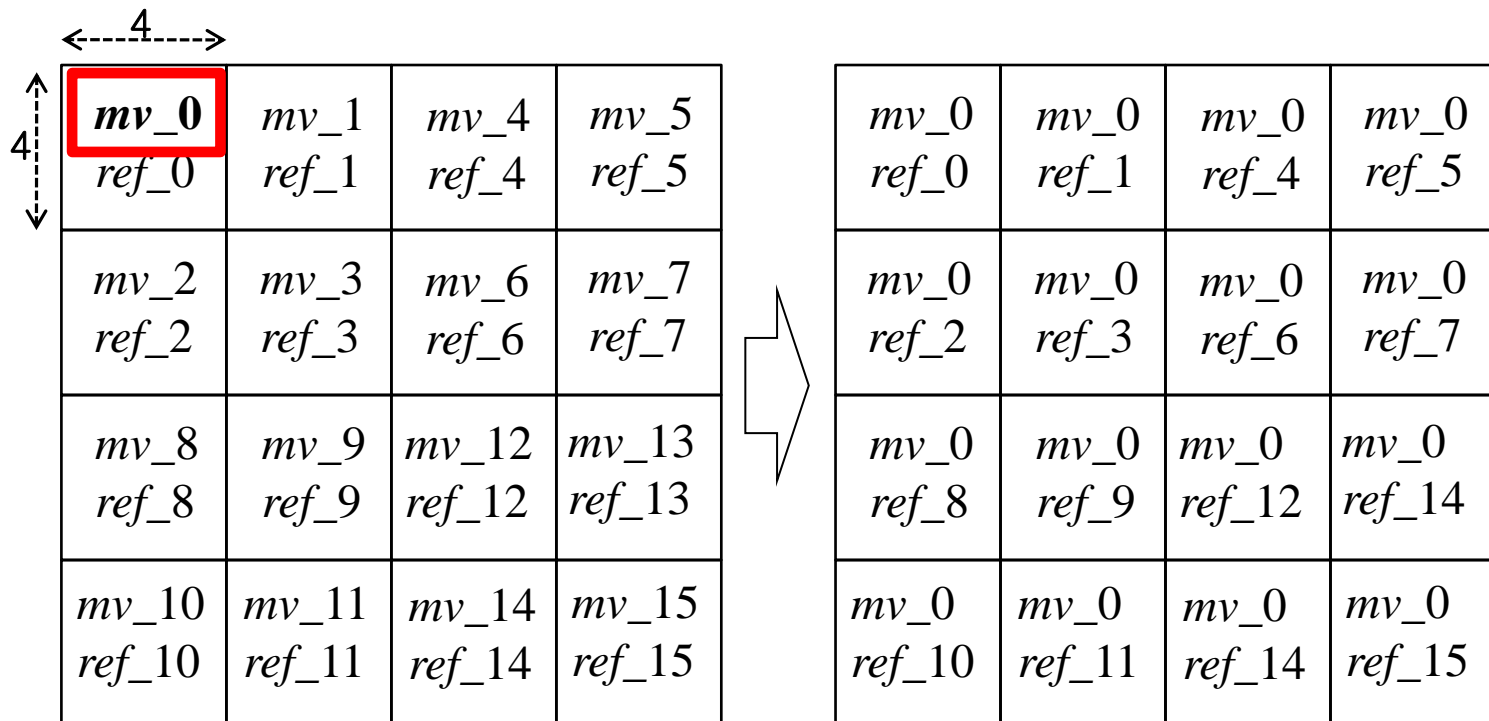 4
4
mv_0 mv_1 mv_4 mv_5
ref_0 ref_1 ref_4 ref_5
mv_2 mv_3 mv_6 mv_7
ref_2 ref_3 ref_6 ref_7
mv_8 mv_9 mv_12 mv_13
ref_8 ref_9 ref_12 ref_13
mv_10 mv_11 mv_14 mv_15
ref_10 ref_11 ref_14 ref_15
mv_0 mv_0 mv_0 mv_0
ref_0 ref_1 ref_4 ref_5
mv_0 mv_0 mv_0 mv_0
ref_2 ref_3 ref_6 ref_7
mv_0 mv_0 mv_0 mv_0
ref_8 ref_9 ref_12 ref_14
mv_0 mv_0 mv_0 mv_0
ref_10 ref_11 ref_14 ref_15